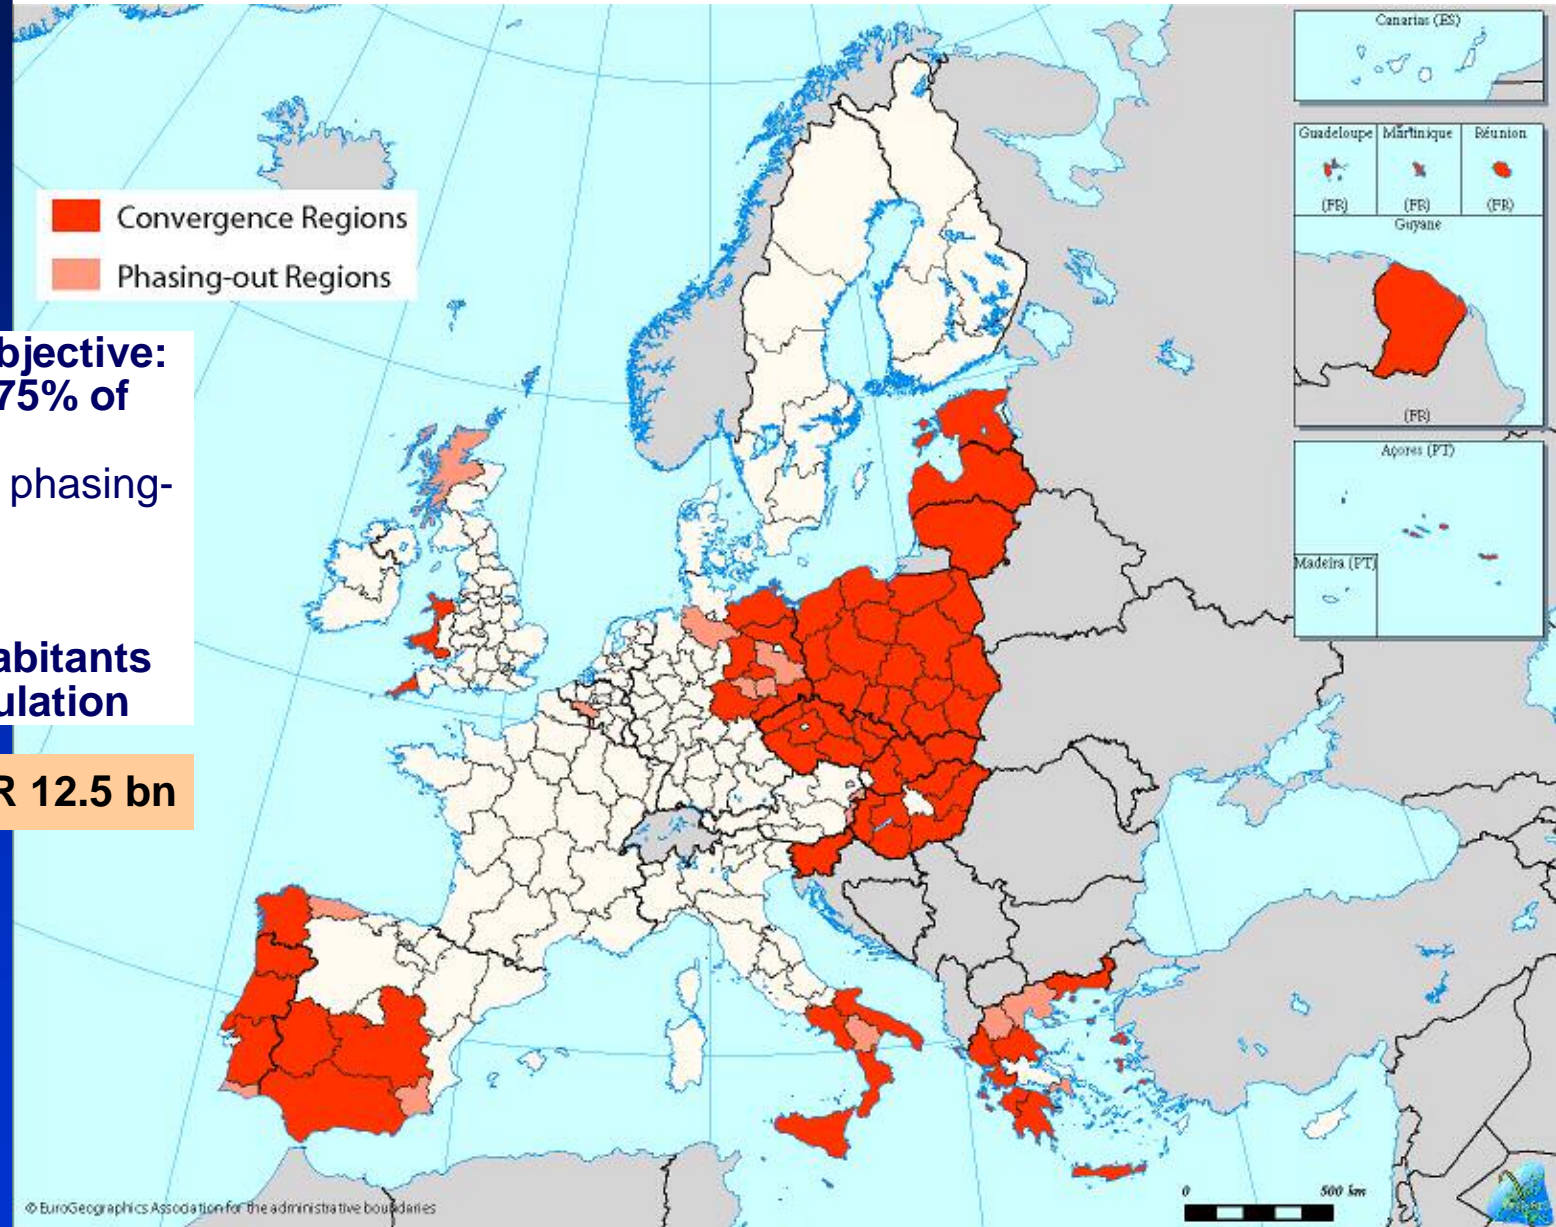 Convergence Regions
Phasing-out Regions
bjective:
75% of
phasing-
abitants
ulation
R 12.5 bn
Canarias (ES)
Guadeloupe
Martinique
Réunion
(FR)
(FR)
(FR)
Guyane
(FR)
Açores (PT)
Madeira (PT)
0
500 km
© EuroGeographics Association for the administrative boundaries